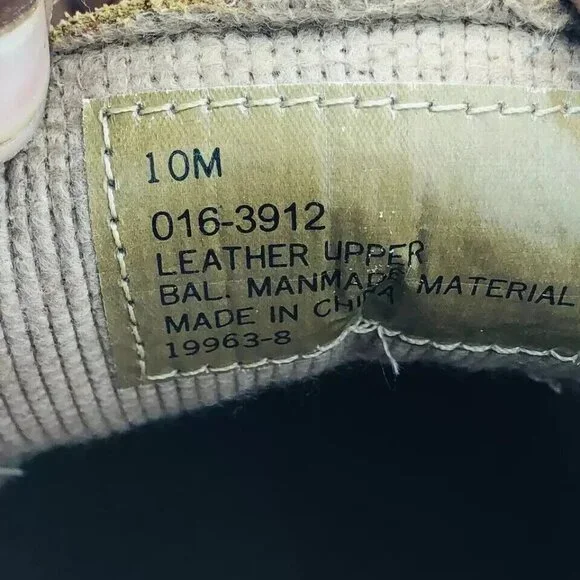 10M
016-3912
LEATHER UPPER
BAL. MANMADE MATERIAL
MADE IN CHINA
19963-8